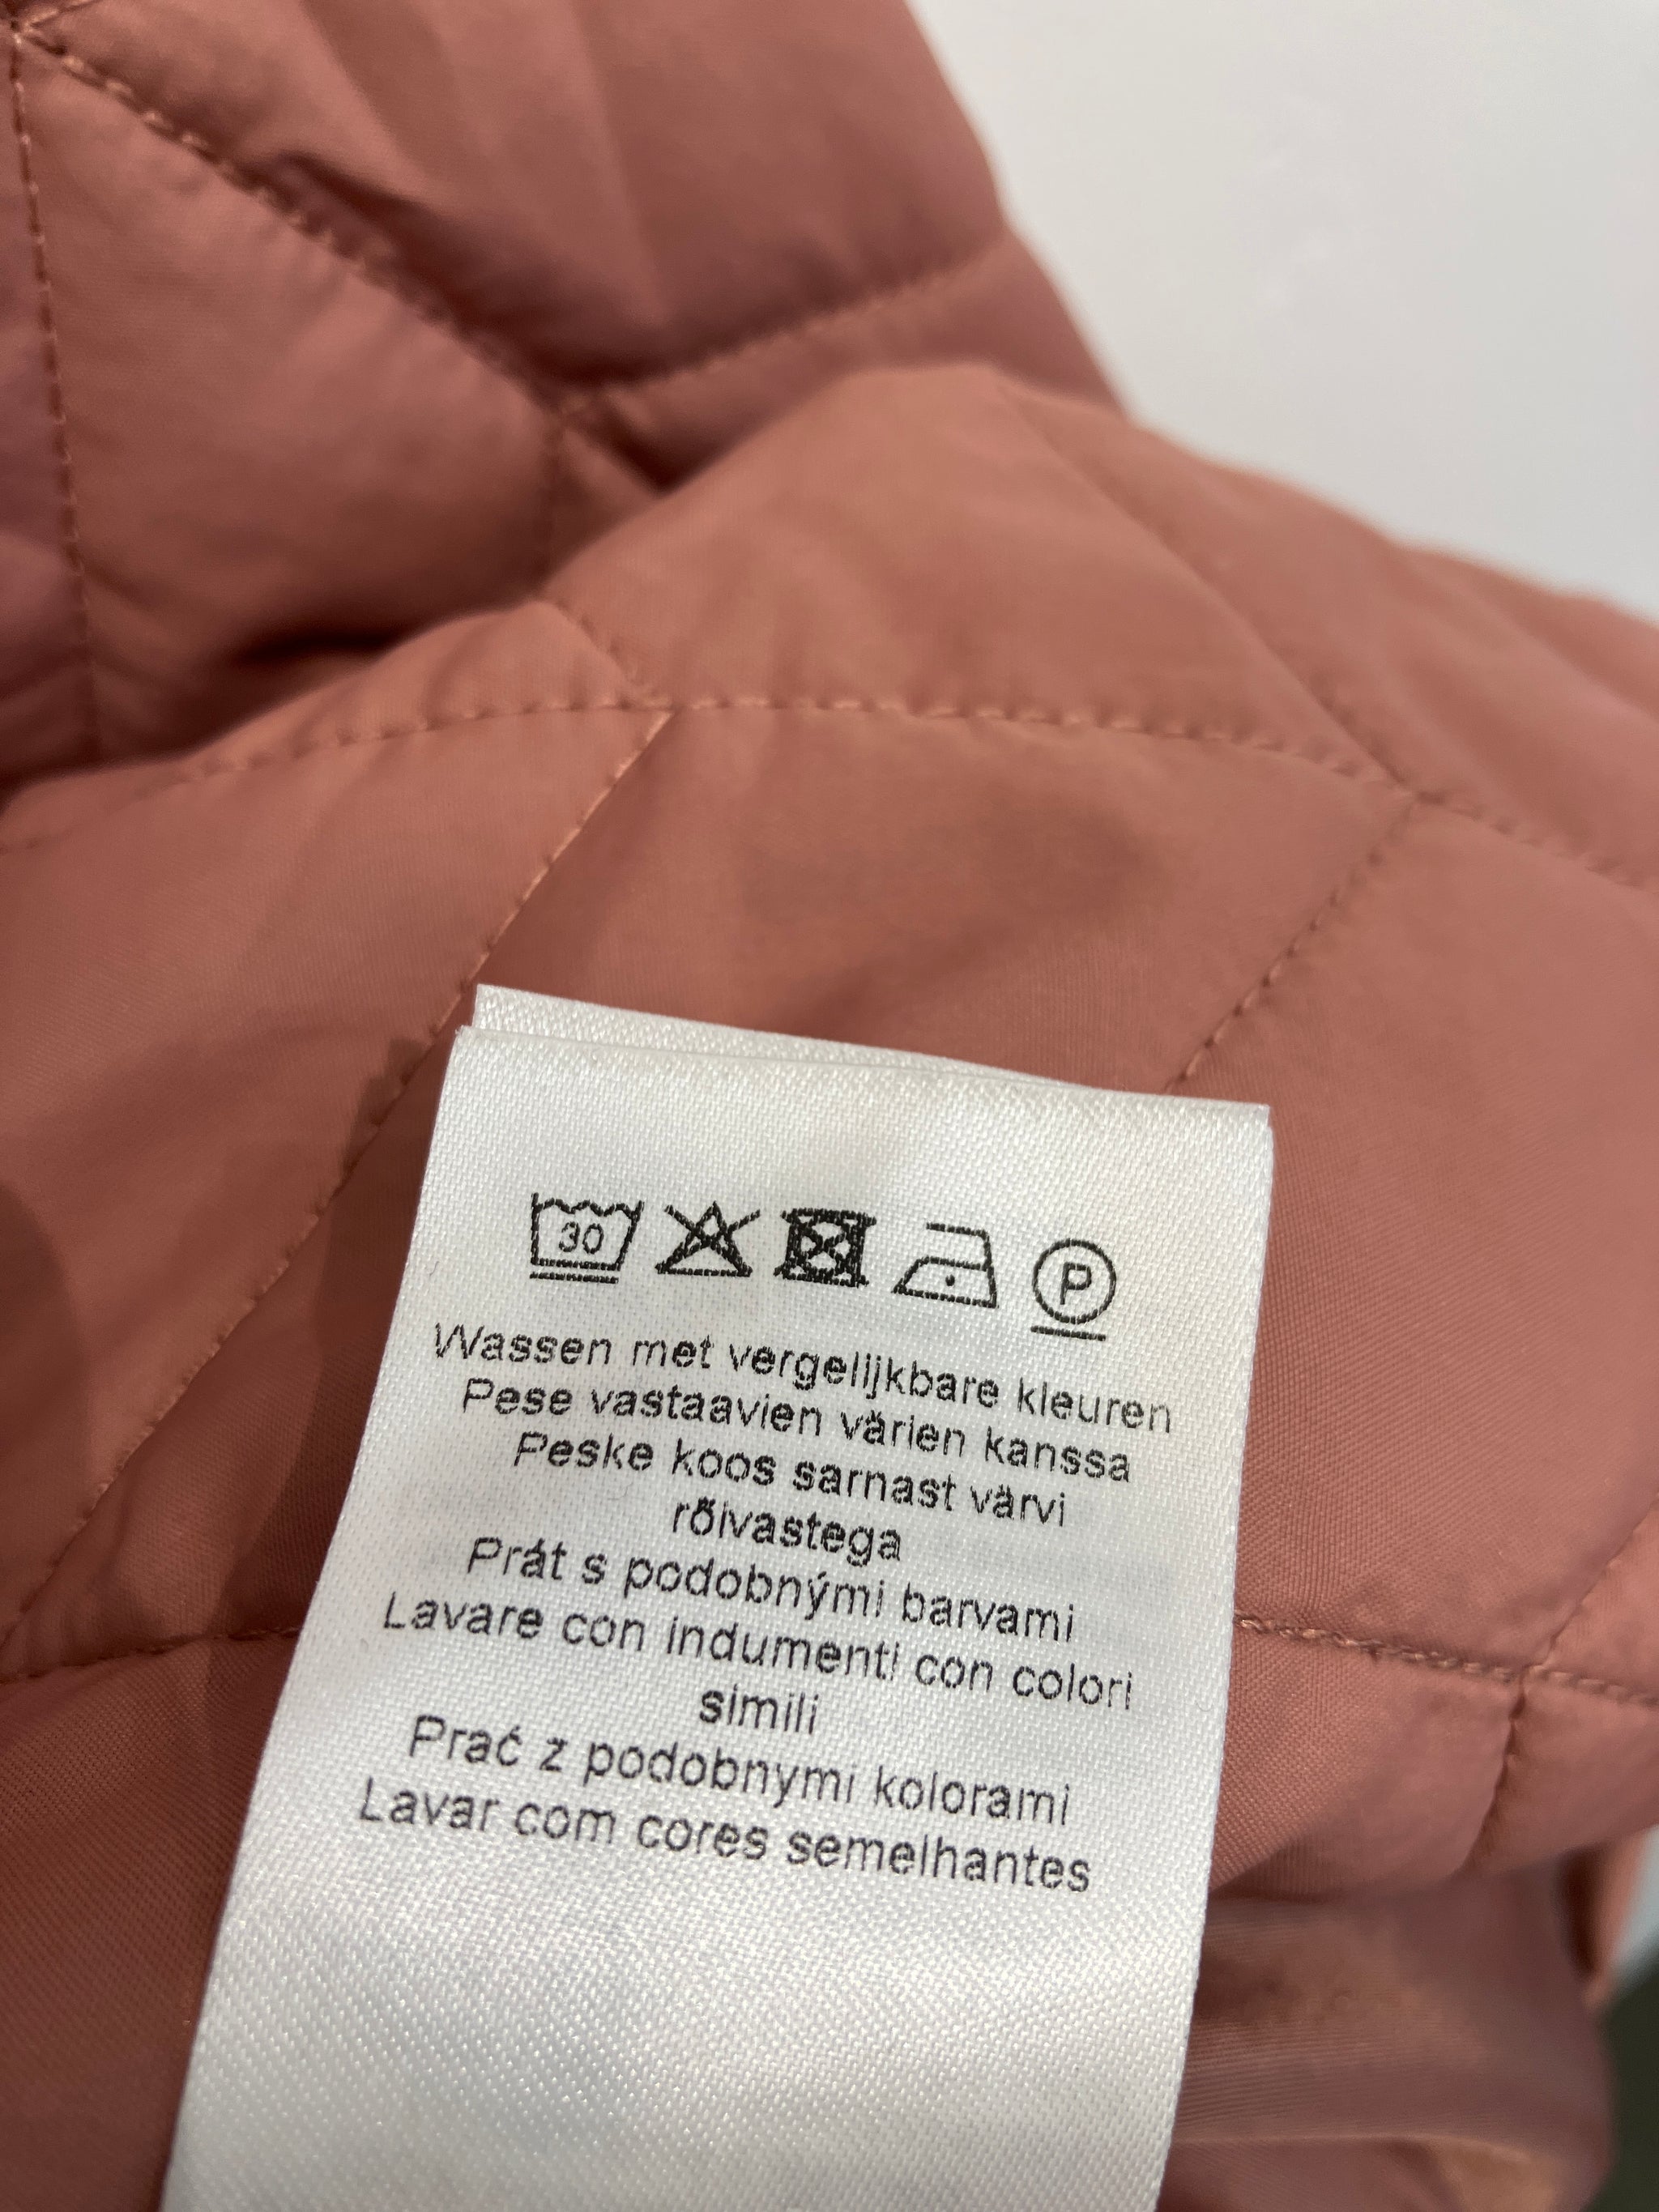 30 P
Wassen met vergelijkbare kleuren
Pese vastaavien värien kanssa
Peske koos sarnast värvi
rõivastega
Prát s podobnými barvami
Lavare con indumenti con colori
simili
Prać z podobnymi kolorami
Lavar com cores semelhantes